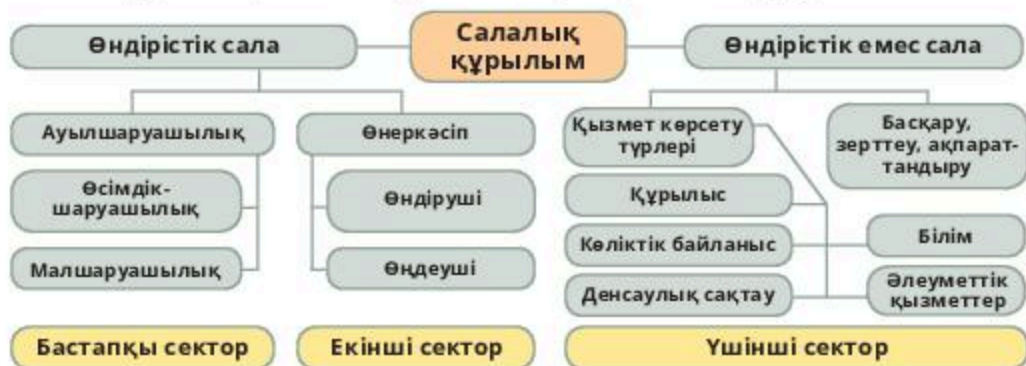 Салалық
құрылым
Өндірістік сала
Өндірістік емес сала
Ауылшаруашылық
Өсімдік-
шаруашылық
Малшаруашылық
Өнеркәсіп
Өндіруші
Өңдеуші
Қызмет көрсету
түрлері
Құрылыс
Көліктік байланыс
Денсаулық сақтау
Басқару,
зерттеу, ақпарат-
тандыру
Білім
Әлеуметтік
қызметтер
Бастапқы сектор
Екінші сектор
Үшінші сектор